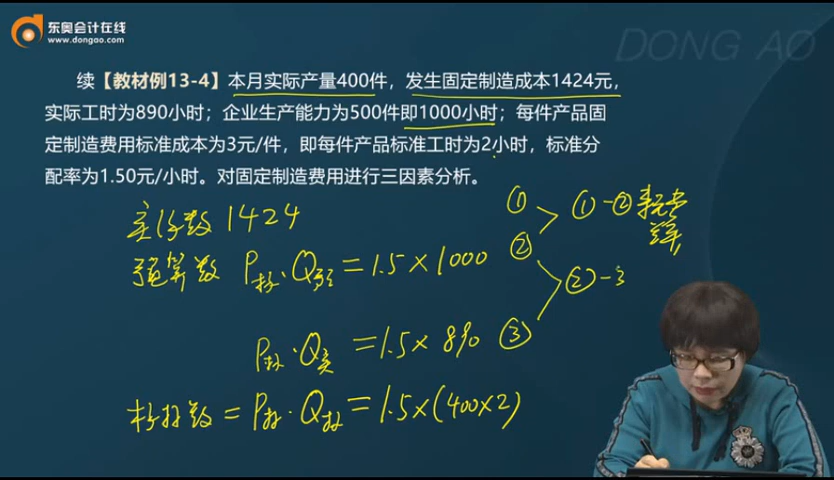 东奥会计在线
www.dongao.com
DONG AO
续【教材例13-4】本月实际产量400件，发生固定制造成本1424元，
实际工时为890小时；企业生产能力为500件即1000小时；每件产品固
定制造费用标准成本为3元/件，即每件产品标准工时为2小时，标准分
配率为1.50元/小时。对固定制造费用进行三因素分析。
实际数 1424 ①
①-②耗费
差异
预算数 P标·Q预=1.5×1000 ②
②-3
P标·Q实=1.5×890 ③
标准数=P标·Q标=1.5×(400×2)